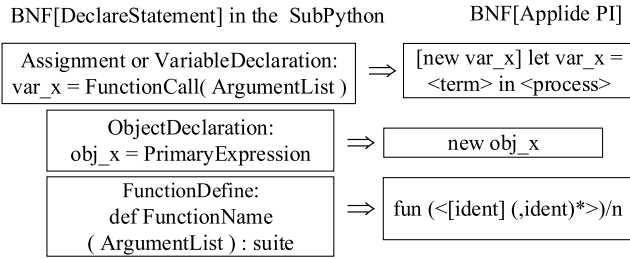 BNF[DeclareStatement] in the SubPython
BNF[Applide PI]
Assignment or VariableDeclaration:
var_x = FunctionCall( ArgumentList )
⇒
[new var_x] let var_x =
<term> in <process>
ObjectDeclaration:
obj_x = PrimaryExpression
⇒
new obj_x
FunctionDefine:
def FunctionName
( ArgumentList ) : suite
⇒
fun (<[ident] (,ident)*>)/n